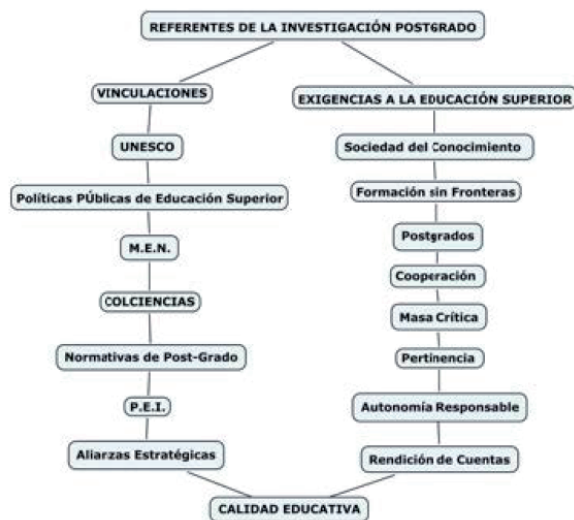 REFERENTES DE LA INVESTIGACIÓN POSTGRADO
VINCULACIONES
UNESCO
Políticas PÚblicas de Educación Superior
M.E.N.
COLCIENCIAS
Normativas de Post-Grado
P.E.I.
Aliarzas Estratégicas
EXIGENCIAS A LA EDUCACIÓN SUPERIOR
Sociedad del Conocimiento
Formación sin Fronteras
Postgrados
Cooperación
Masa Crítica
Pertinencia
Autonomía Responsable
Rendición de Cuentas
CALIDAD EDUCATIVA